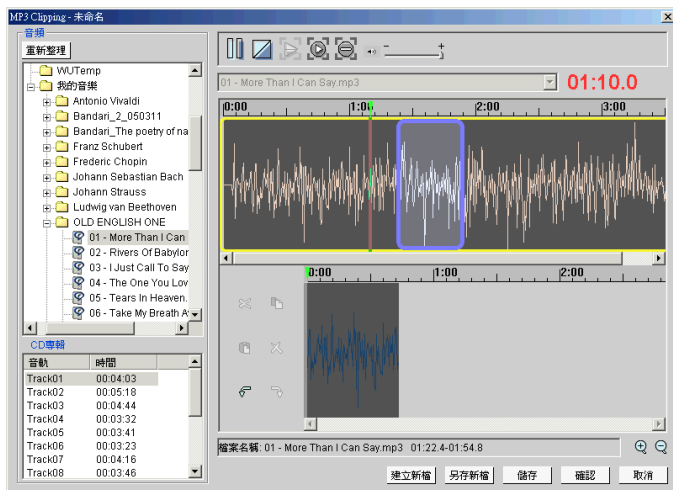 MP3 Clipping - 未命名
音頻
重新整理
WUTemp
我的音樂
Antonio Vivaldi
Bandari_2_050311
Bandari_The poetry of na
Franz Schubert
Frederic Chopin
Johann Sebastian Bach
Johann Strauss
Ludwig van Beethoven
OLD ENGLISH ONE
01 - More Than I Can
02 - Rivers Of Babylor
03 - I Just Call To Say
04 - The One You Lov
05 - Tears In Heaven.
06 - Take My Breath A
CD專輯
音軌 時間
Track01 00:04:03
Track02 00:05:18
Track03 00:04:44
Track04 00:03:32
Track05 00:03:41
Track06 00:03:23
Track07 00:04:16
Track08 00:03:46
01 - More Than I Can Say.mp3
01:10.0
0:00 1:00 2:00 3:00
0:00 1:00 2:00
檔案名稱: 01 - More Than I Can Say.mp3 01:22.4-01:54.8
建立新檔 另存新檔 儲存 確認 取消